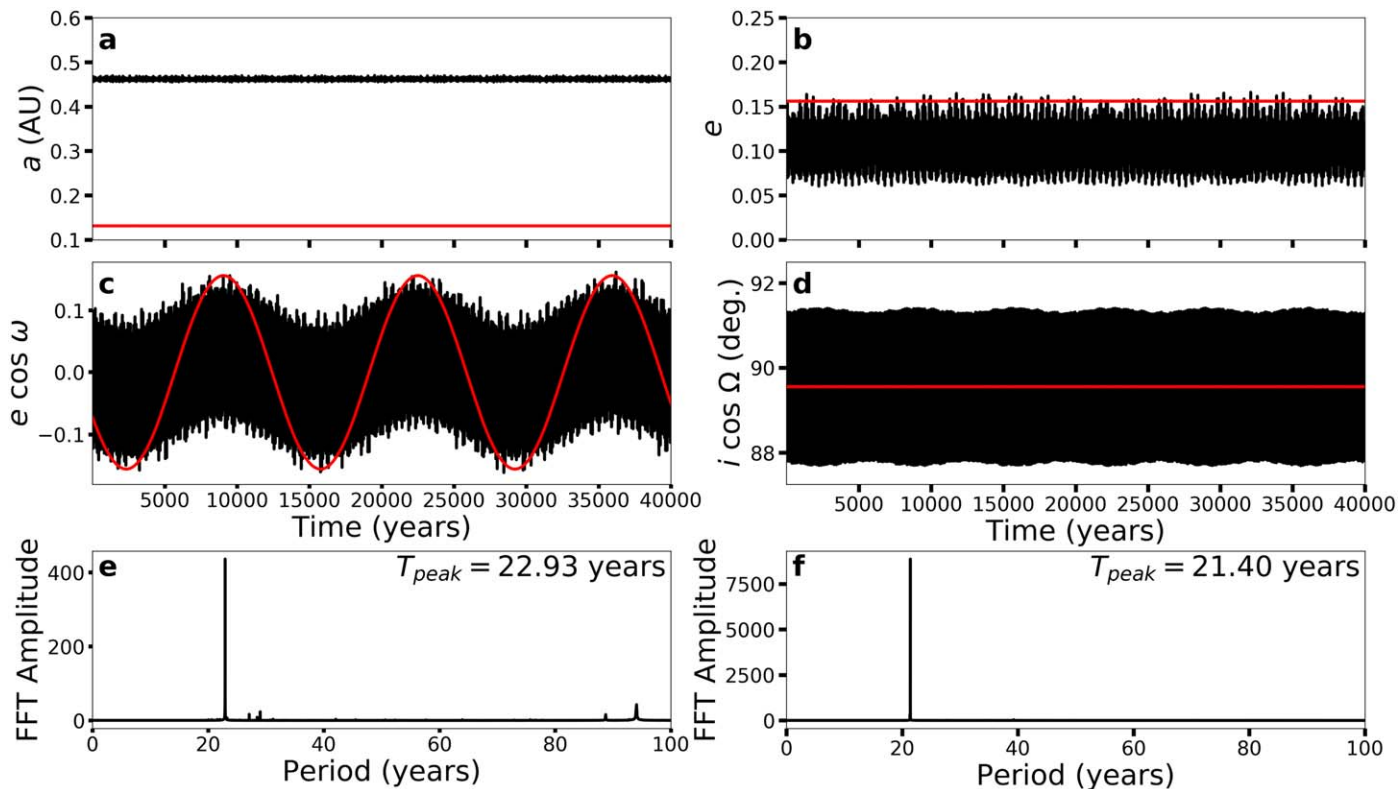 a
a (AU)
0.6
0.5
0.4
0.3
0.2
0.1
b
e
0.25
0.20
0.15
0.10
0.05
0.00
c
e cos ω
0.1
0.0
−0.1
5000 10000 15000 20000 25000 30000 35000 40000
Time (years)
d
i cos Ω (deg.)
92
90
88
5000 10000 15000 20000 25000 30000 35000 40000
Time (years)
e
T_peak = 22.93 years
FFT Amplitude
400
200
0
0 20 40 60 80 100
Period (years)
f
T_peak = 21.40 years
FFT Amplitude
7500
5000
2500
0
0 20 40 60 80 100
Period (years)